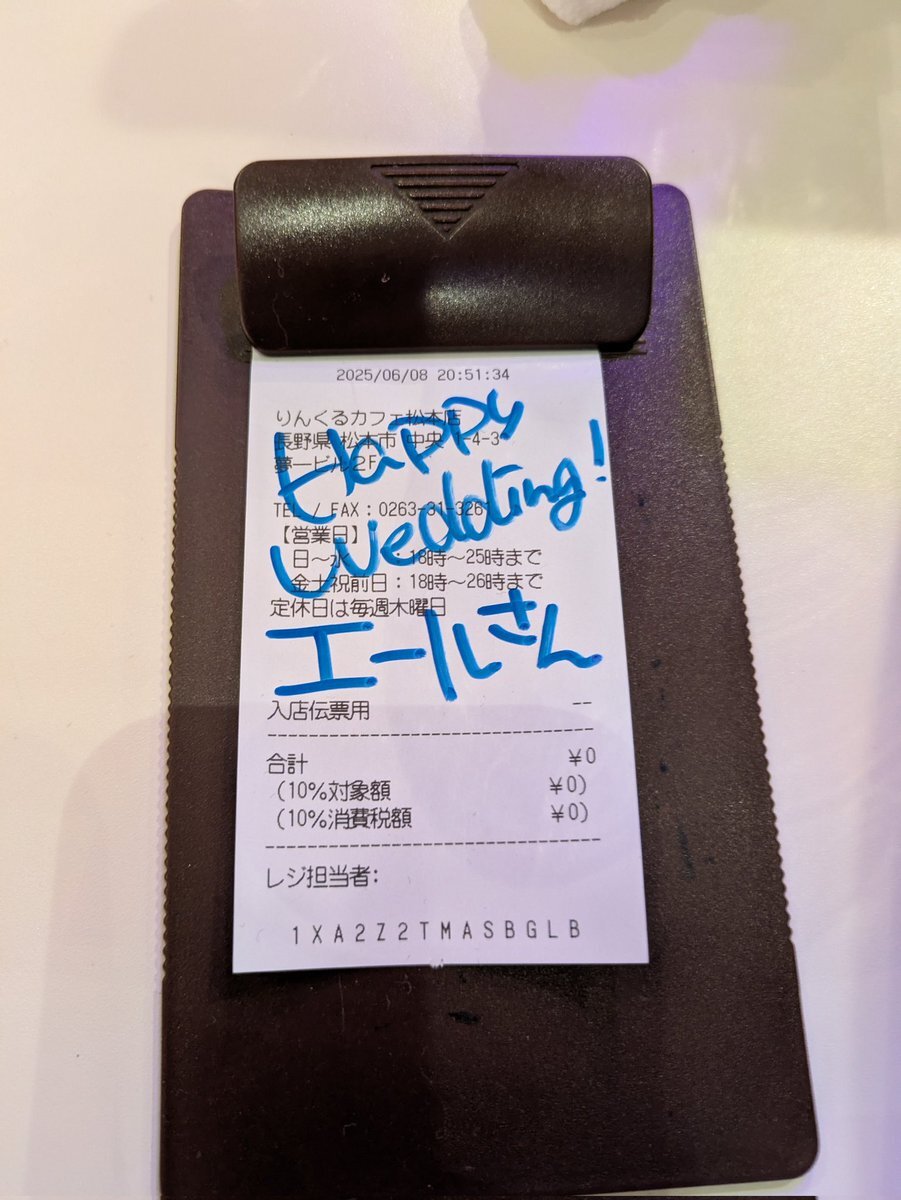 2025/06/08 20:51:34
りんくるカフェ松本店
長野県 松本市 中央 1-4-3
夢一ビル2F
Happy
Wedding!
TEL / FAX:0263-31-3261
【営業日】
日～水 :18時～25時まで
金土祝前日:18時～26時まで
定休日は毎週木曜日
エールさん
入店伝票用 --
合計 ¥0
(10%対象額 ¥0)
(10%消費税額 ¥0)
レジ担当者:
1XA2Z2TMASBGLB